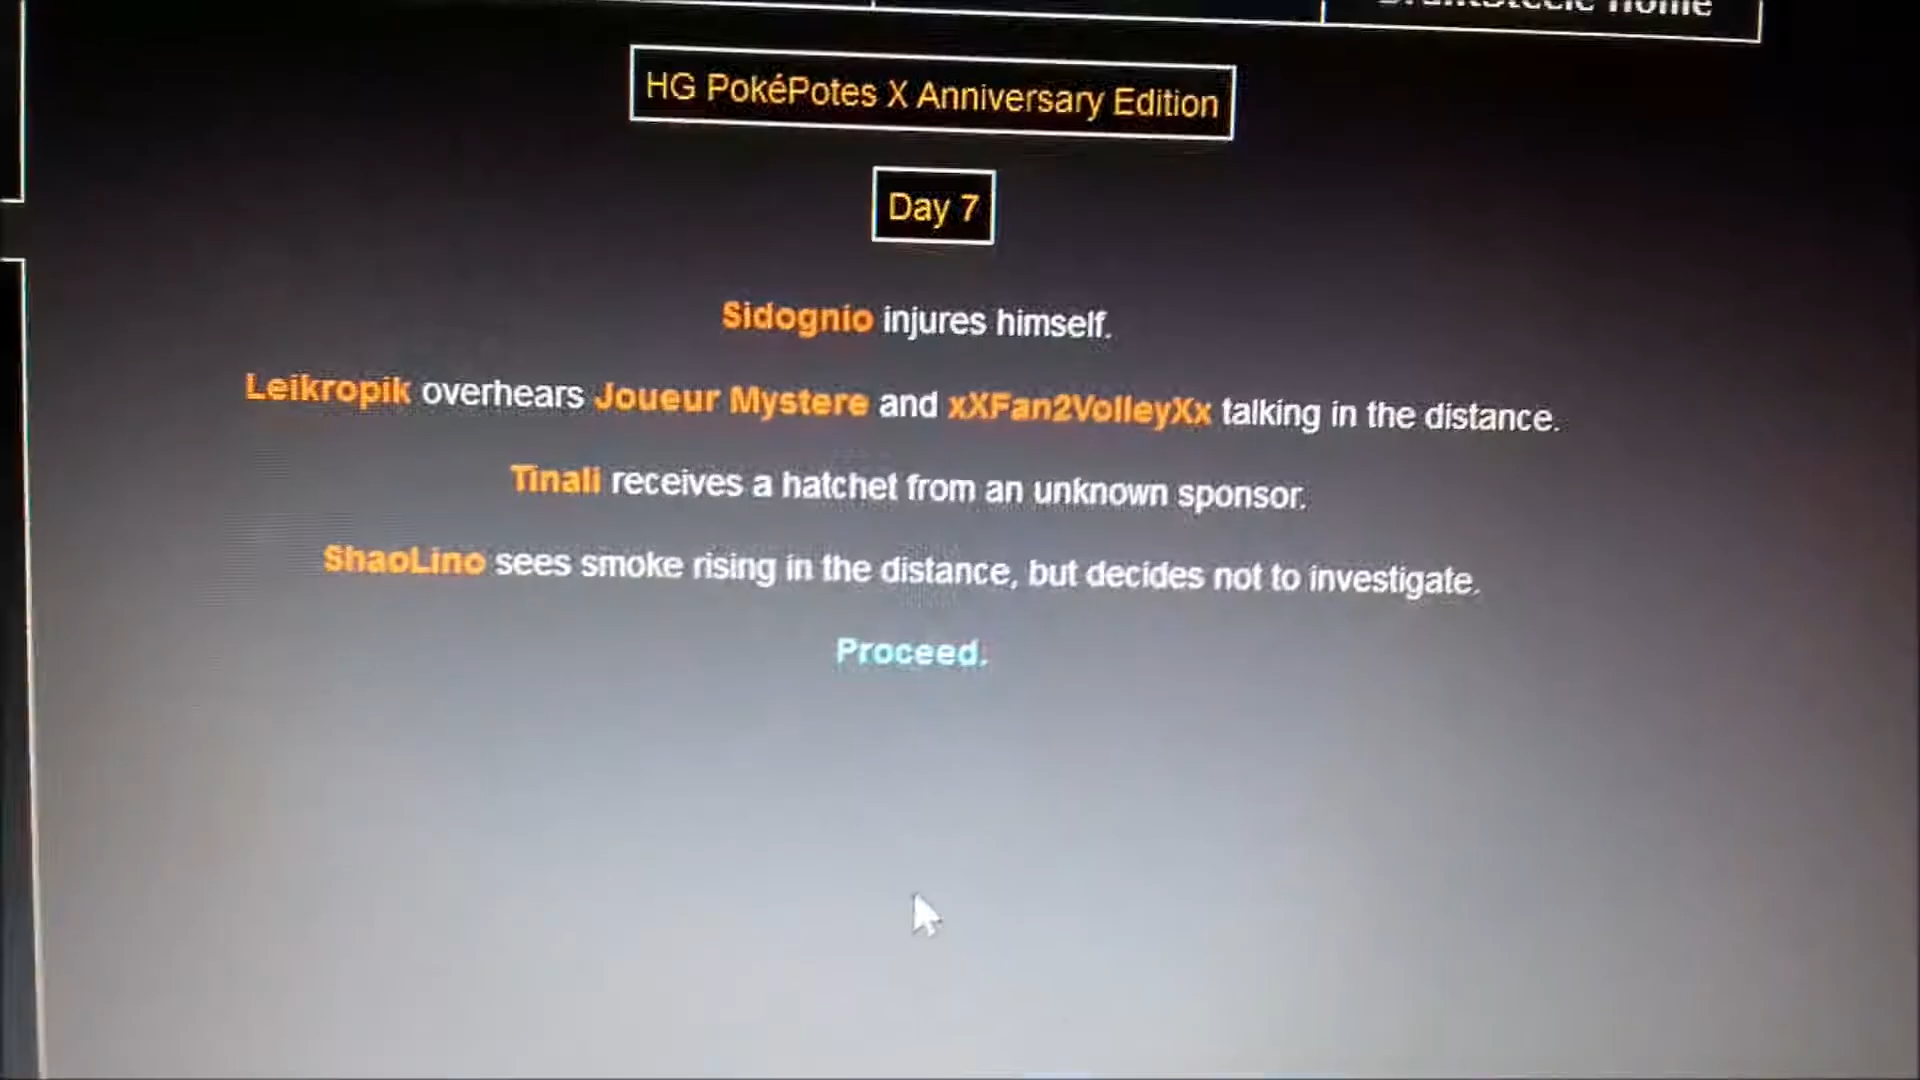 Home
HG PokéPotes X Anniversary Edition
Day 7
Sidognio injures himself.
Leikropik overhears Joueur Mystere and xXFan2VolleyXx talking in the distance.
Tinali receives a hatchet from an unknown sponsor.
ShaoLino sees smoke rising in the distance, but decides not to investigate.
Proceed.